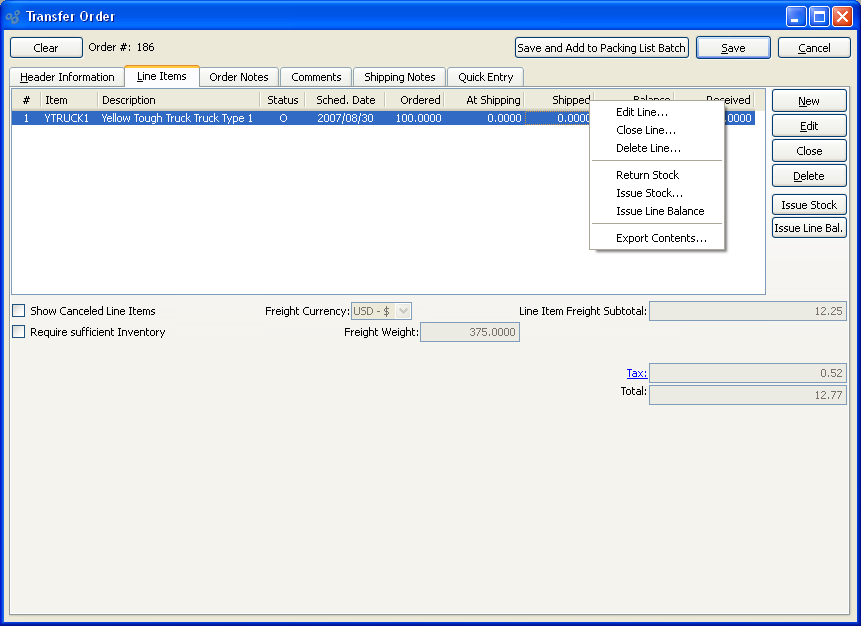 Transfer Order
Clear Order #: 186 Save and Add to Packing List Batch Save Cancel
Header Information Line Items Order Notes Comments Shipping Notes Quick Entry
# Item Description Status Sched. Date Ordered At Shipping Shipped Balance Received
1 YTRUCK1 Yellow Tough Truck Truck Type 1 O 2007/08/30 100.0000 0.0000 0.0000
Edit Line...
Close Line...
Delete Line...
Return Stock
Issue Stock...
Issue Line Balance
Export Contents...
New
Edit
Close
Delete
Issue Stock
Issue Line Bal.
Show Canceled Line Items Freight Currency: USD - $ Line Item Freight Subtotal: 12.25
Require sufficient Inventory Freight Weight: 375.0000
Tax: 0.52
Total: 12.77